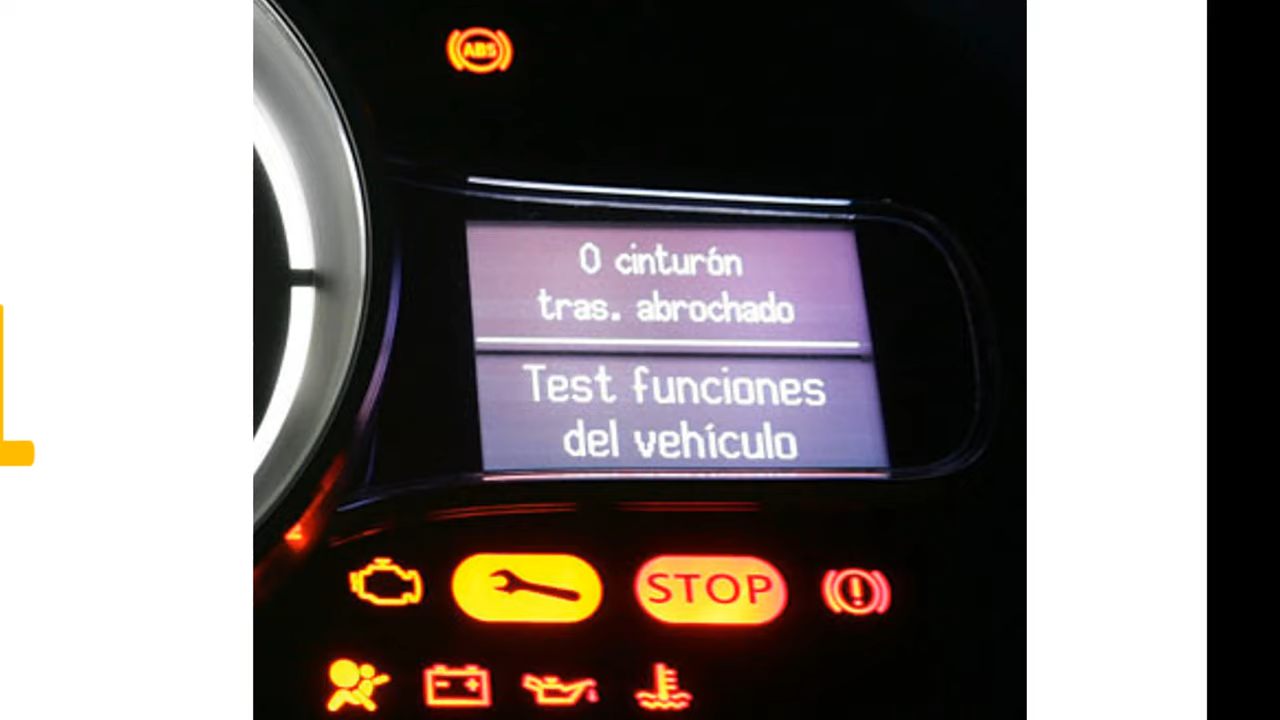 ABS
0 cinturón
tras. abrochado
Test funciones
del vehículo
STOP